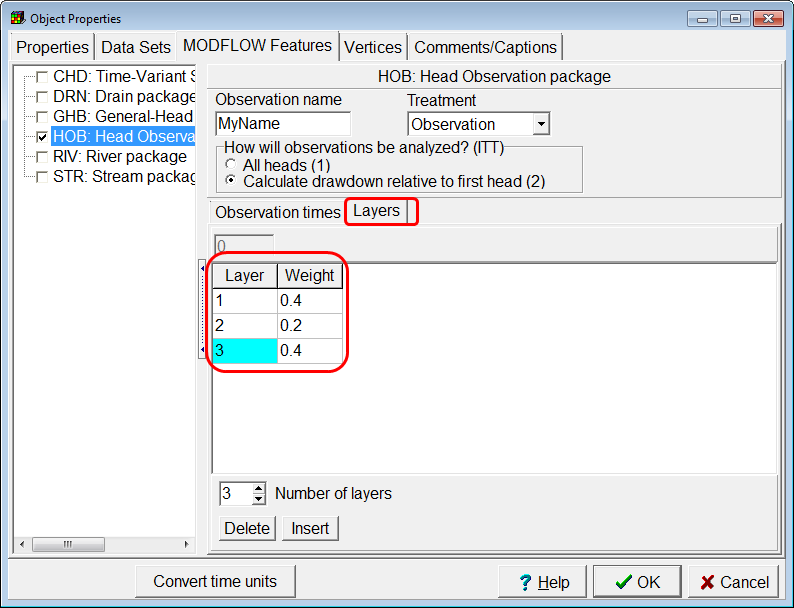 Object Properties
Properties Data Sets MODFLOW Features Vertices Comments/Captions
CHD: Time-Variant S
DRN: Drain package
GHB: General-Head
HOB: Head Observa
RIV: River package
STR: Stream packag
HOB: Head Observation package
Observation name Treatment
MyName Observation
How will observations be analyzed? (ITT)
All heads (1)
Calculate drawdown relative to first head (2)
Observation times Layers
0
Layer Weight
1 0.4
2 0.2
3 0.4
3 Number of layers
Delete Insert
Convert time units ? Help OK Cancel